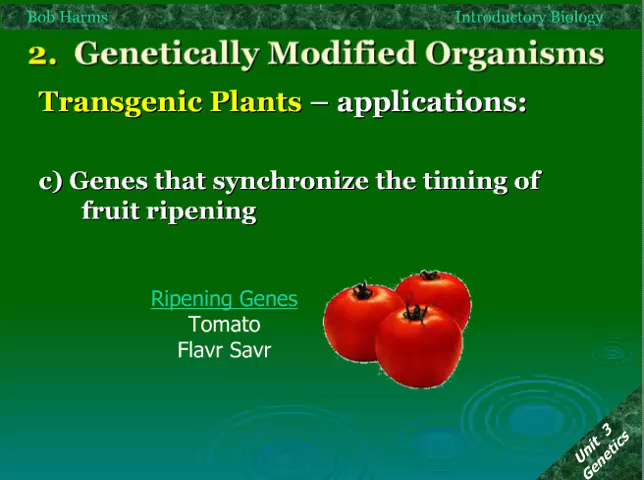 Bob Harms
Introductory Biology
2. Genetically Modified Organisms
Transgenic Plants – applications:
c) Genes that synchronize the timing of
fruit ripening
Ripening Genes
Tomato
Flavr Savr
Unit 3
Genetics